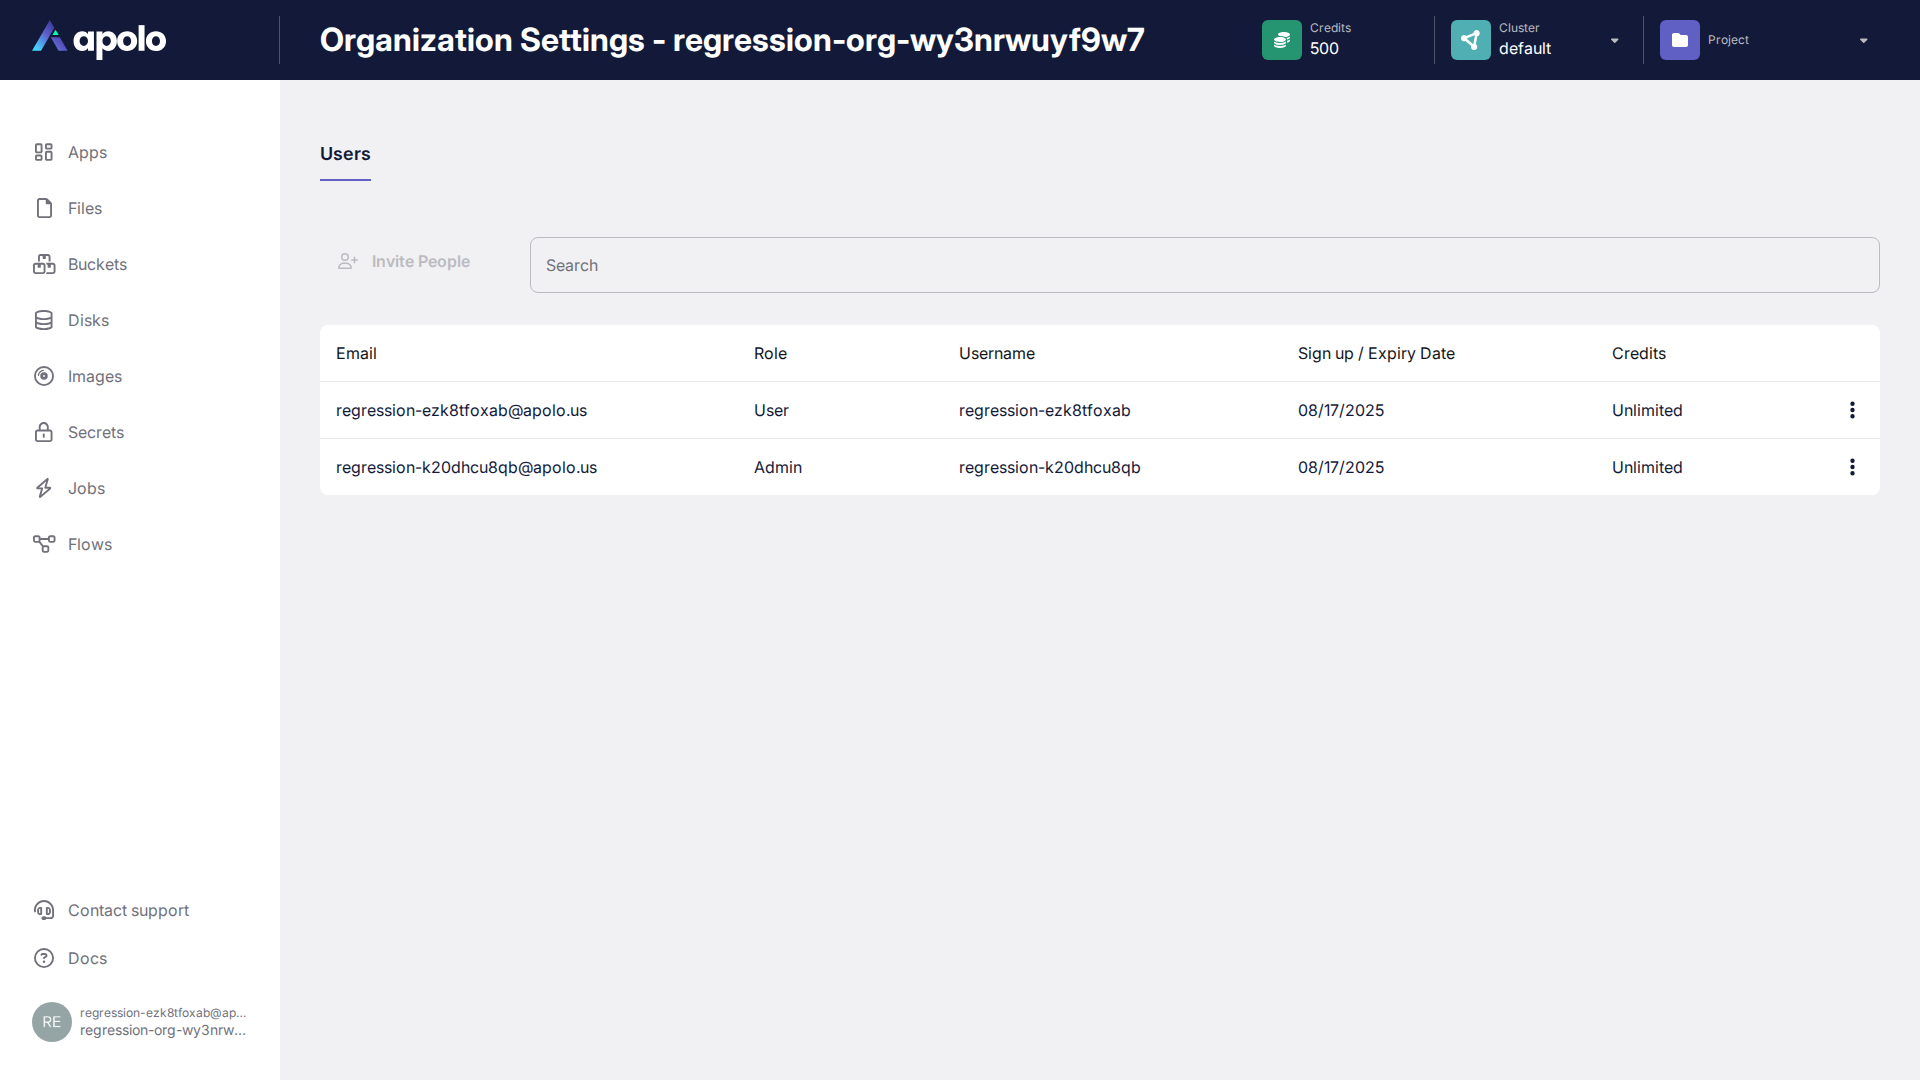 apolo
Organization Settings - regression-org-wy3nrwuyf9w7
Credits
500
Cluster
default
Project
Apps
Files
Buckets
Disks
Images
Secrets
Jobs
Flows
Users
Invite People
Search
Email Role Username Sign up / Expiry Date Credits
regression-ezk8tfoxab@apolo.us User regression-ezk8tfoxab 08/17/2025 Unlimited
regression-k20dhcu8qb@apolo.us Admin regression-k20dhcu8qb 08/17/2025 Unlimited
Contact support
Docs
RE
regression-ezk8tfoxab@ap...
regression-org-wy3nrw...